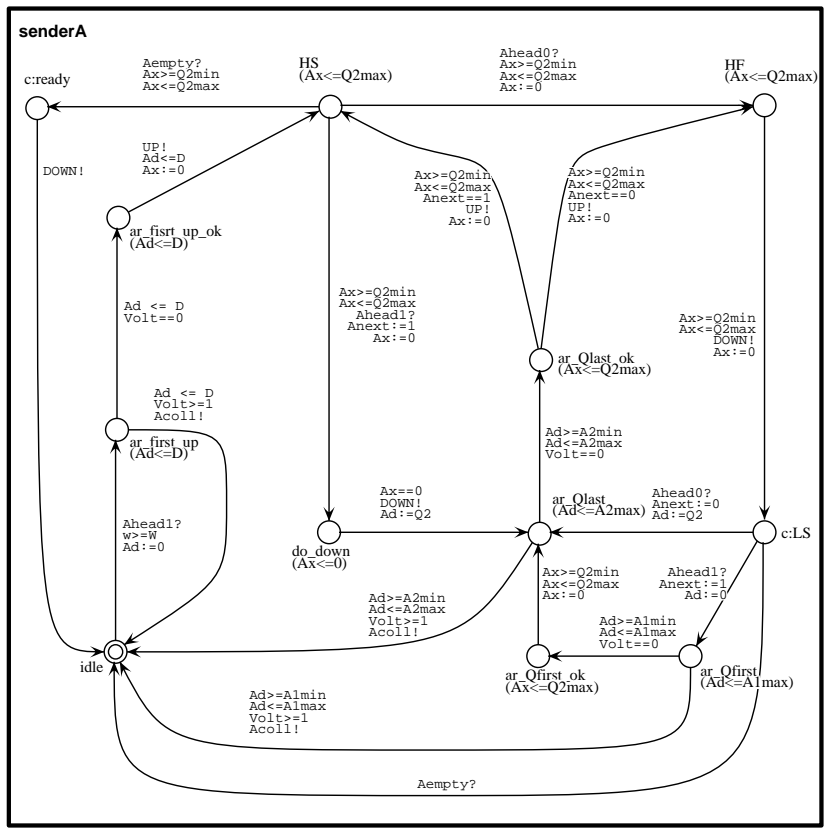 senderA
Aempty?
Ax>=Q2min
Ax<=Q2max
HS
(Ax<=Q2max)
Ahead0?
Ax>=Q2min
Ax<=Q2max
Ax:=0
HF
(Ax<=Q2max)
c:ready
DOWN!
UP!
Ad<=D
Ax:=0
Ax>=Q2min
Ax<=Q2max
Anext==1
UP!
Ax:=0
Ax>=Q2min
Ax<=Q2max
Anext==0
UP!
Ax:=0
ar_fisrt_up_ok
(Ad<=D)
Ad <= D
Volt==0
Ax>=Q2min
Ax<=Q2max
Ahead1?
Anext:=1
Ax:=0
Ax>=Q2min
Ax<=Q2max
DOWN!
Ax:=0
ar_Qlast_ok
(Ax<=Q2max)
Ad <= D
Volt>=1
Acoll!
ar_first_up
(Ad<=D)
Ad>=A2min
Ad<=A2max
Volt==0
Ahead1?
w>=W
Ad:=0
Ax==0
DOWN!
Ad:=Q2
ar_Qlast
(Ad<=A2max)
Ahead0?
Anext:=0
Ad:=Q2
do_down
(Ax<=0)
c:LS
Ax>=Q2min
Ax<=Q2max
Ax:=0
Ahead1?
Anext:=1
Ad:=0
Ad>=A2min
Ad<=A2max
Volt>=1
Acoll!
Ad>=A1min
Ad<=A1max
Volt==0
idle
ar_Qfirst_ok
(Ax<=Q2max)
ar_Qfirst
(Ad<=A1max)
Ad>=A1min
Ad<=A1max
Volt>=1
Acoll!
Aempty?